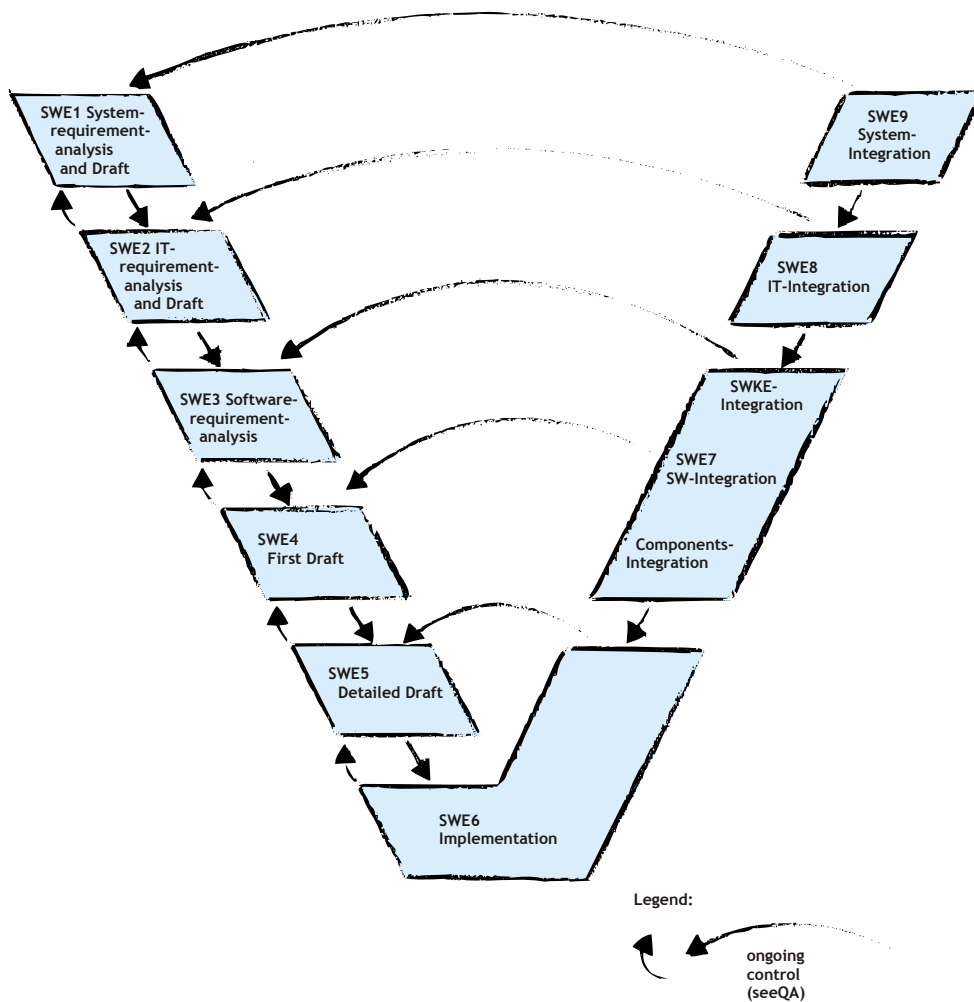 SWE1 System-
requirement-
analysis
and Draft
SWE9
System-
Integration
SWE2 IT-
requirement-
analysis
and Draft
SWE8
IT-Integration
SWE3 Software-
requirement-
analysis
SWKE-
Integration
SWE7
SW-Integration
Components-
Integration
SWE4
First Draft
SWE5
Detailed Draft
SWE6
Implementation
Legend:
ongoing
control
(seeQA)